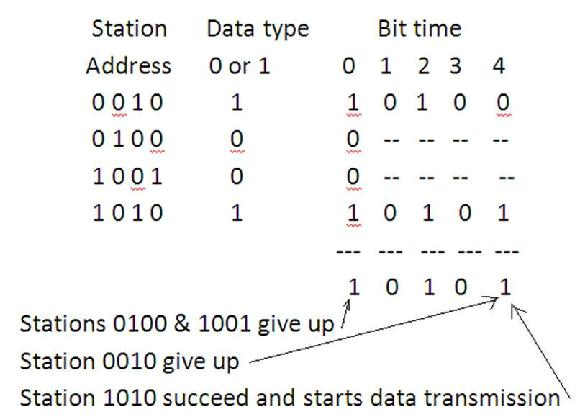 Station Data type Bit time
Address 0 or 1 0 1 2 3 4
0 0 1 0 1 1 0 1 0 0
0 1 0 0 0 0 -- -- -- --
1 0 0 1 0 0 -- -- -- --
1 0 1 0 1 1 0 1 0 1
--- --- --- --- ---
1 0 1 0 1
Stations 0100 & 1001 give up
Station 0010 give up
Station 1010 succeed and starts data transmission